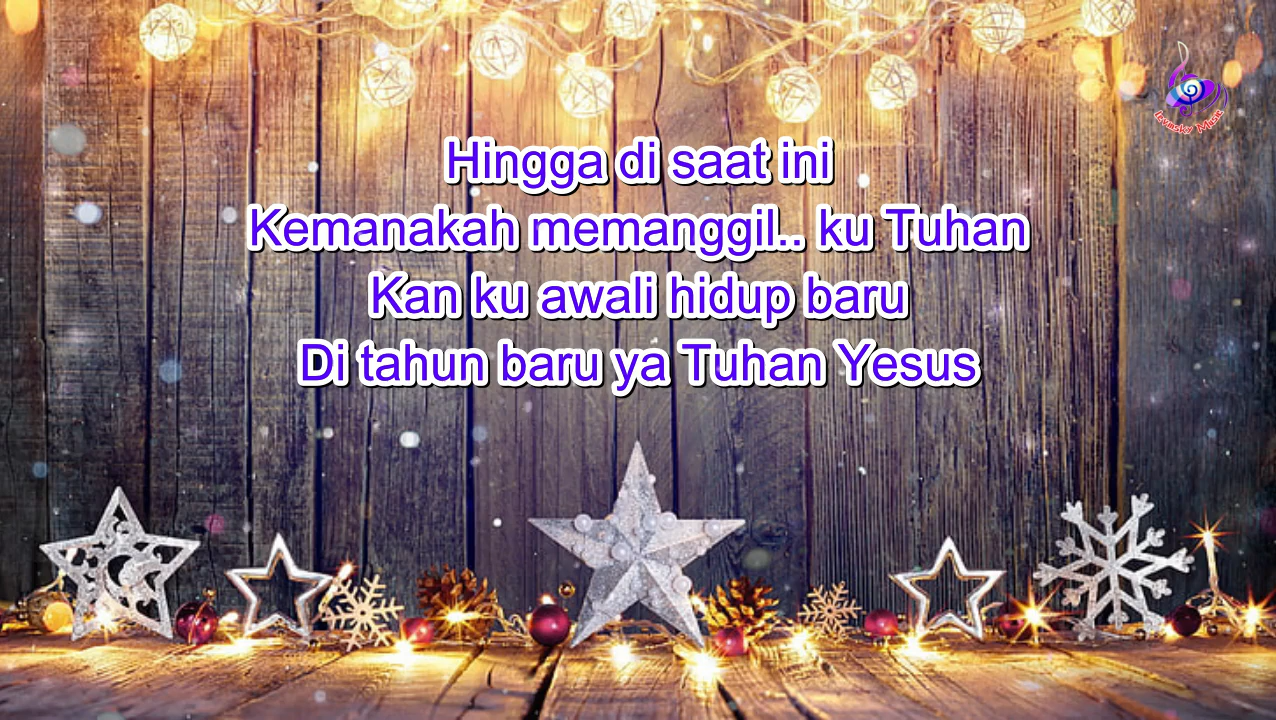 Hingga di saat ini
Kemanakah memanggil.. ku Tuhan
Kan ku awali hidup baru
Di tahun baru ya Tuhan Yesus